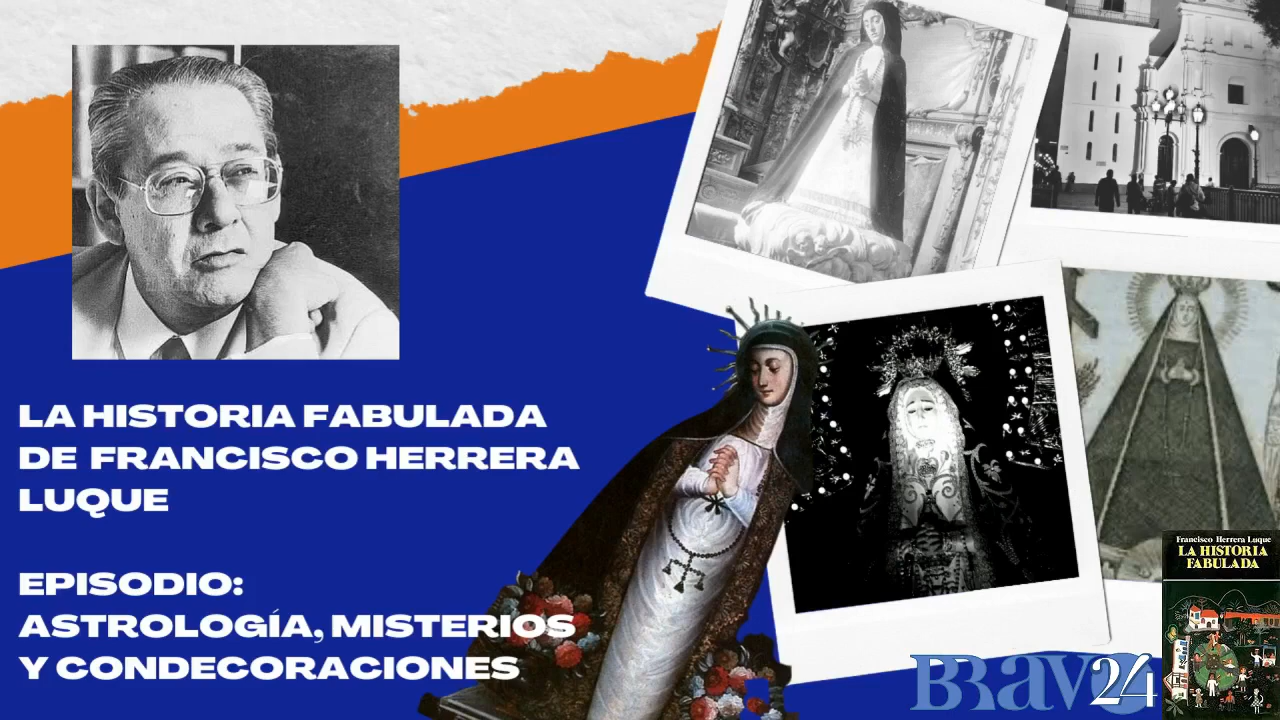 LA HISTORIA FABULADA
DE FRANCISCO HERRERA
LUQUE
EPISODIO:
ASTROLOGÍA, MISTERIOS
Y CONDECORACIONES
Francisco Herrera Luque
LA HISTORIA
FABULADA
BRavo24